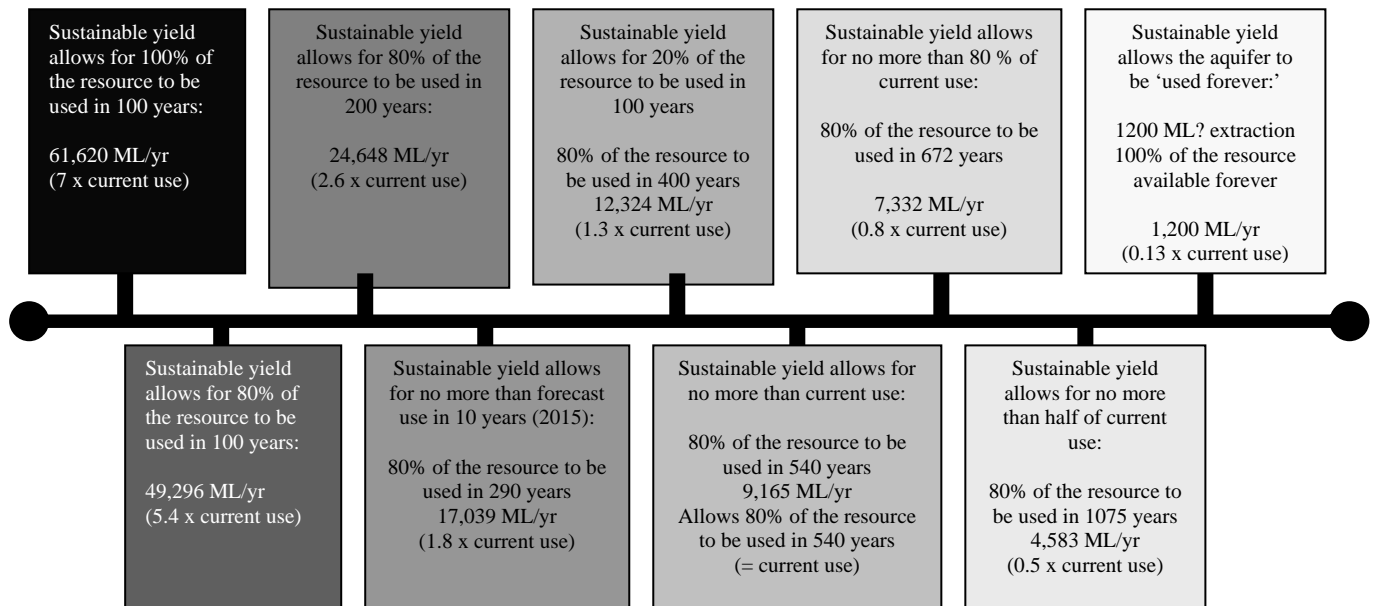 Sustainable yield
allows for 100% of
the resource to be
used in 100 years:
61,620 ML/yr
(7 x current use)
Sustainable yield
allows for 80% of the
resource to be used in
200 years:
24,648 ML/yr
(2.6 x current use)
Sustainable yield
allows for 20% of the
resource to be used in
100 years
80% of the resource to
be used in 400 years
12,324 ML/yr
(1.3 x current use)
Sustainable yield allows
for no more than 80 % of
current use:
80% of the resource to be
used in 672 years
7,332 ML/yr
(0.8 x current use)
Sustainable yield
allows the aquifer to
be ‘used forever:’
1200 ML? extraction
100% of the resource
available forever
1,200 ML/yr
(0.13 x current use)
Sustainable yield
allows for 80% of
the resource to be
used in 100 years:
49,296 ML/yr
(5.4 x current use)
Sustainable yield allows
for no more than forecast
use in 10 years (2015):
80% of the resource to be
used in 290 years
17,039 ML/yr
(1.8 x current use)
Sustainable yield allows for
no more than current use:
80% of the resource to be
used in 540 years
9,165 ML/yr
Allows 80% of the resource
to be used in 540 years
(= current use)
Sustainable yield
allows for no more
than half of current
use:
80% of the resource to
be used in 1075 years
4,583 ML/yr
(0.5 x current use)